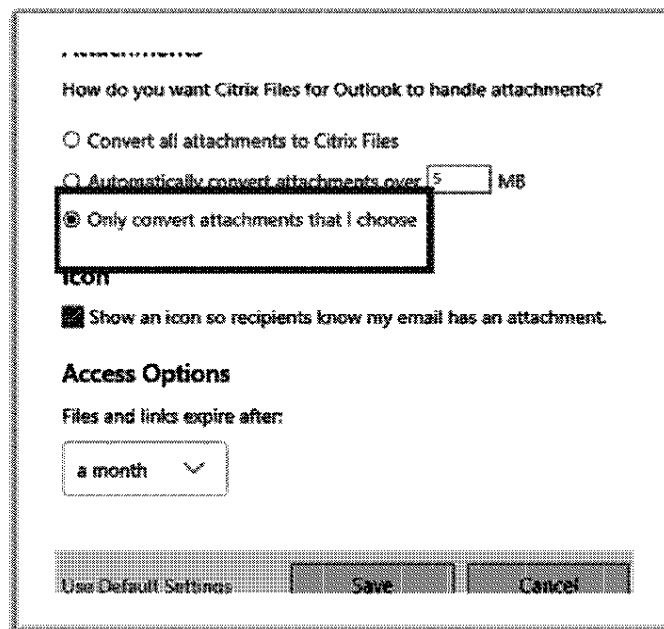 Attachments
How do you want Citrix Files for Outlook to handle attachments?
Convert all attachments to Citrix Files
Automatically convert attachments over 5 MB
Only convert attachments that I choose
Icon
Show an icon so recipients know my email has an attachment.
Access Options
Files and links expire after:
a month
Use Default Settings Save Cancel